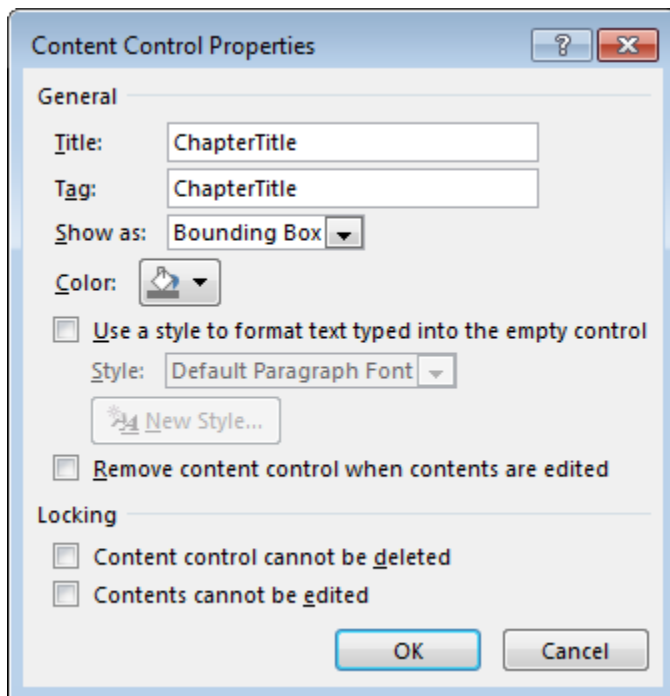 Content Control Properties
General
Title: ChapterTitle
Tag: ChapterTitle
Show as: Bounding Box
Color:
Use a style to format text typed into the empty control
Style: Default Paragraph Font
New Style...
Remove content control when contents are edited
Locking
Content control cannot be deleted
Contents cannot be edited
OK Cancel